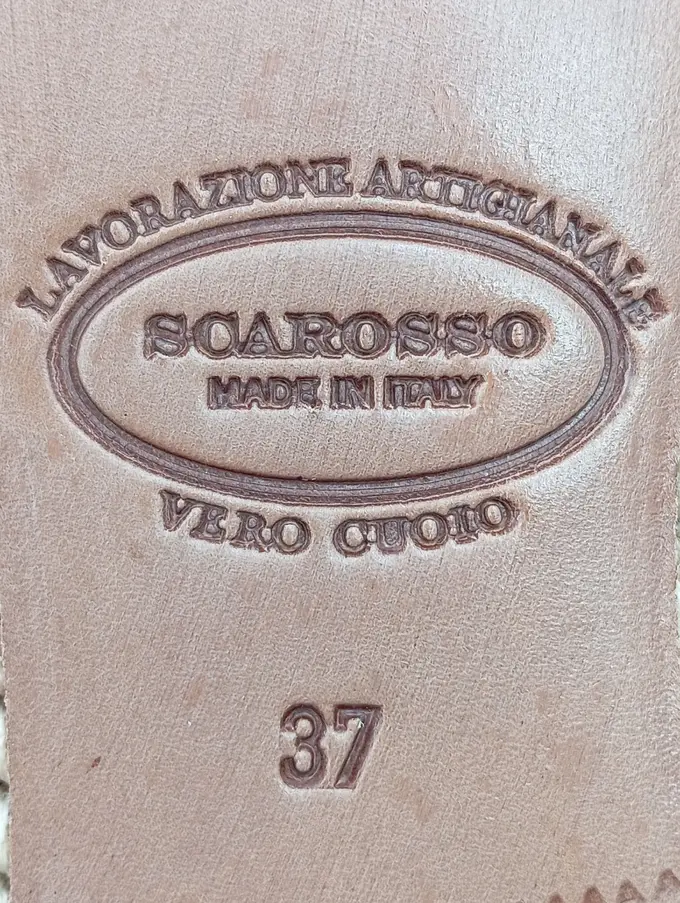 LAVORAZIONE ARTIGIANALE
SCAROSSO
MADE IN ITALY
VERO CUOIO
37